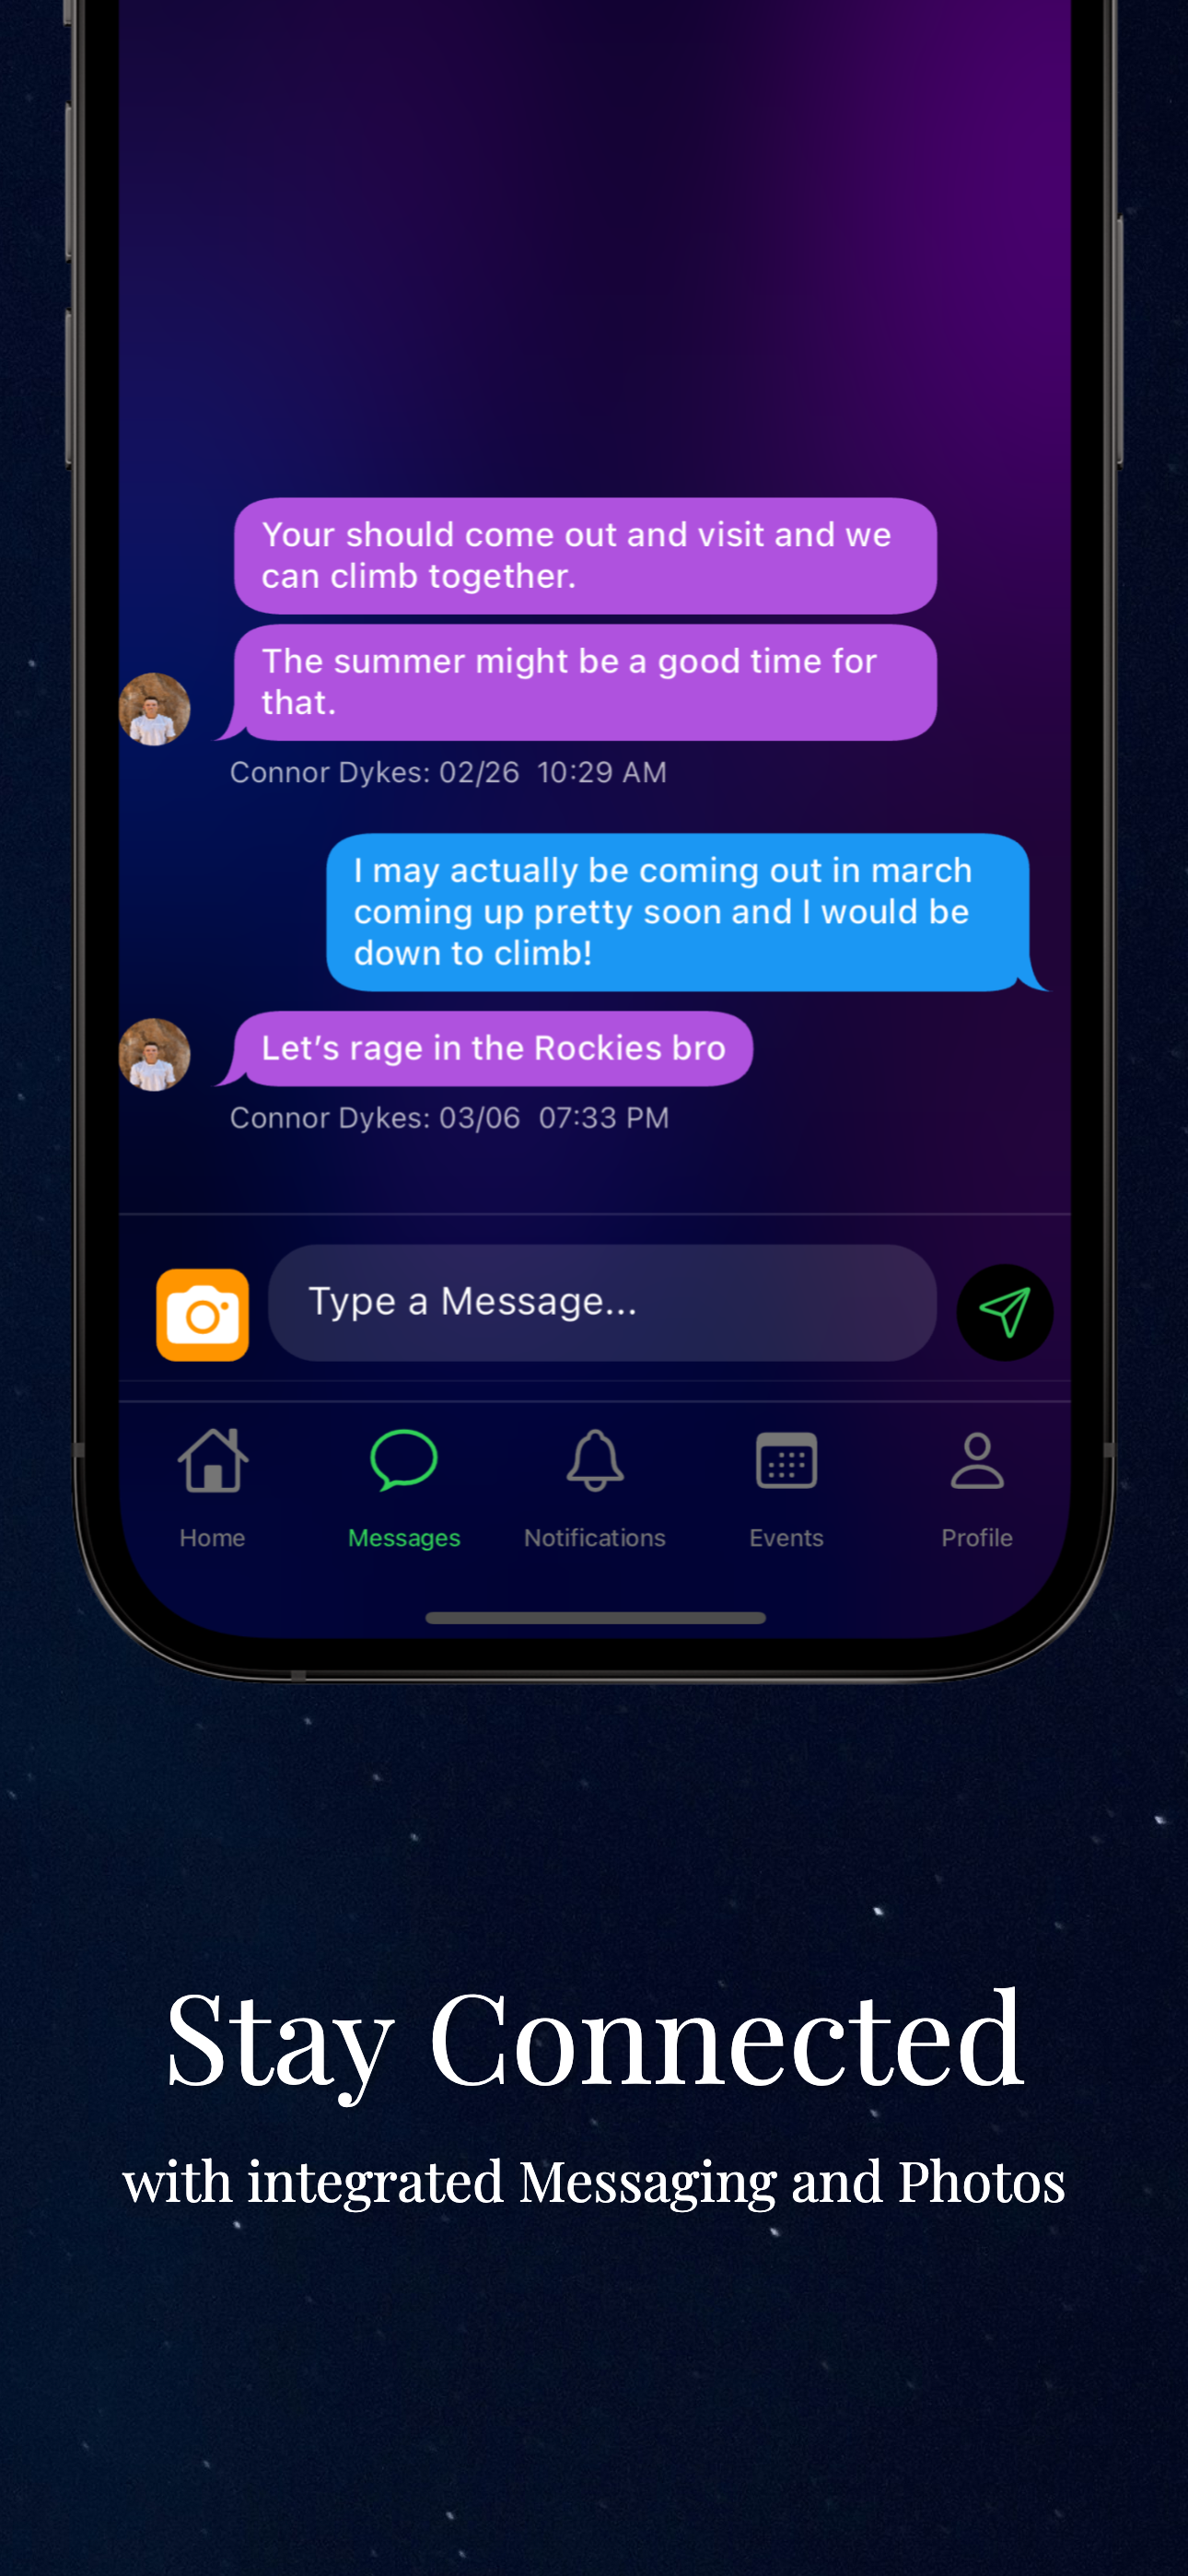 Your should come out and visit and we
can climb together.
The summer might be a good time for
that.
Connor Dykes: 02/26  10:29 AM
I may actually be coming out in march
coming up pretty soon and I would be
down to climb!
Let’s rage in the Rockies bro
Connor Dykes: 03/06  07:33 PM
Type a Message...
Home Messages Notifications Events Profile
Stay Connected
with integrated Messaging and Photos